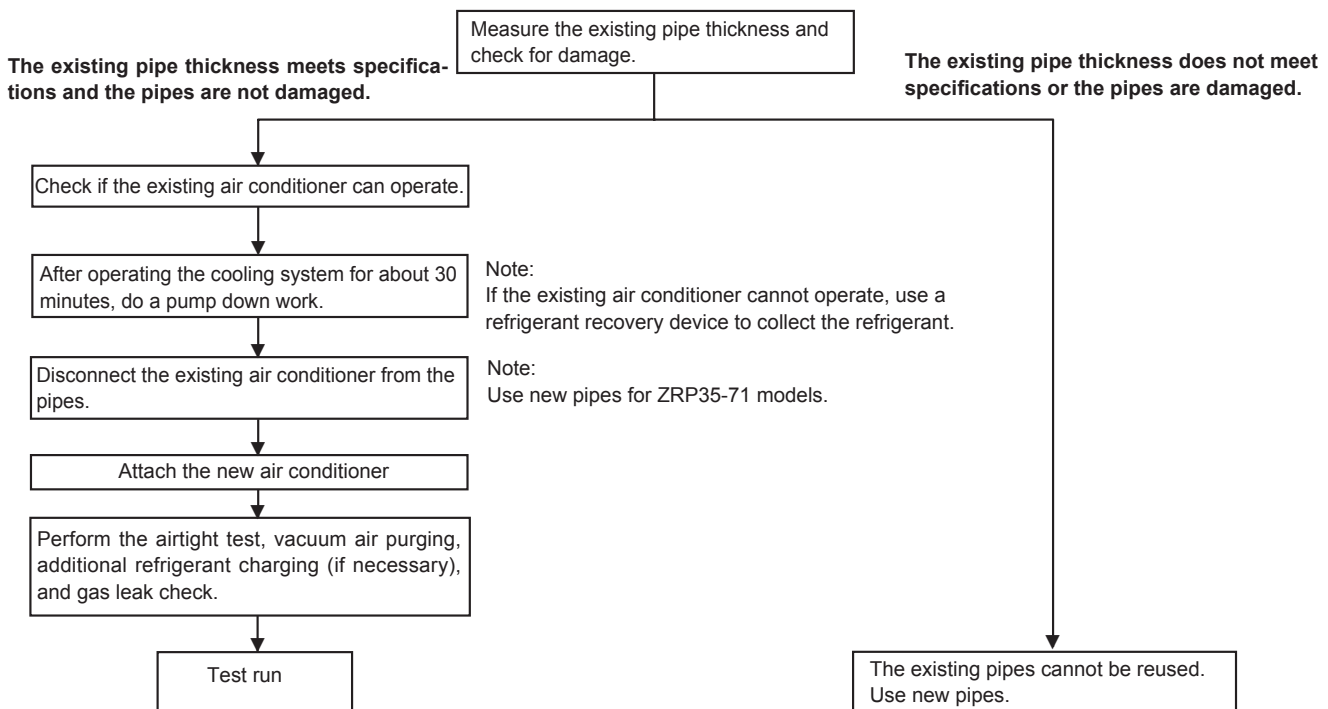 Measure the existing pipe thickness and
check for damage.
The existing pipe thickness meets specifica-
tions and the pipes are not damaged.
The existing pipe thickness does not meet
specifications or the pipes are damaged.
Check if the existing air conditioner can operate.
After operating the cooling system for about 30
minutes, do a pump down work.
Note:
If the existing air conditioner cannot operate, use a
refrigerant recovery device to collect the refrigerant.
Disconnect the existing air conditioner from the
pipes.
Note:
Use new pipes for ZRP35-71 models.
Attach the new air conditioner
Perform the airtight test, vacuum air purging,
additional refrigerant charging (if necessary),
and gas leak check.
Test run
The existing pipes cannot be reused.
Use new pipes.